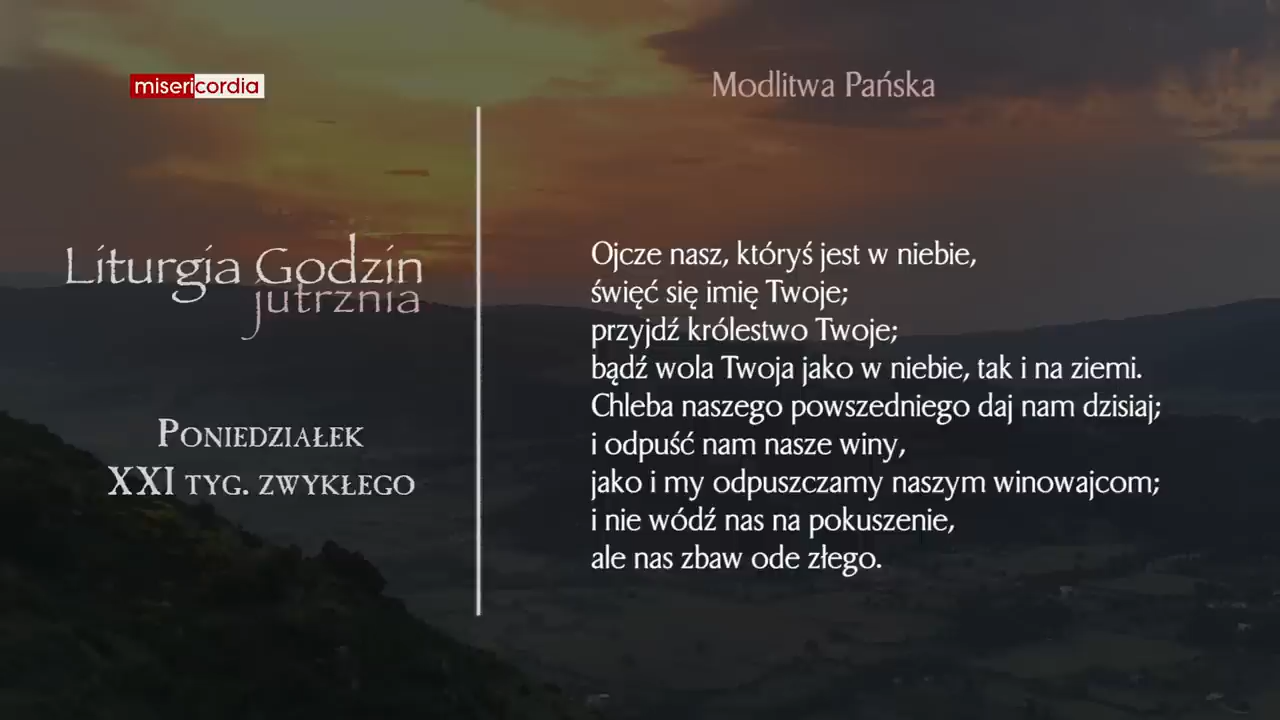 misericordia
Modlitwa Pańska
Liturgia Godzin
jutrznia
Poniedziałek
XXI tyg. zwykłego
Ojcze nasz, któryś jest w niebie,
święć się imię Twoje;
przyjdź królestwo Twoje;
bądź wola Twoja jako w niebie, tak i na ziemi.
Chleba naszego powszedniego daj nam dzisiaj;
i odpuść nam nasze winy,
jako i my odpuszczamy naszym winowajcom;
i nie wódź nas na pokuszenie,
ale nas zbaw ode złego.